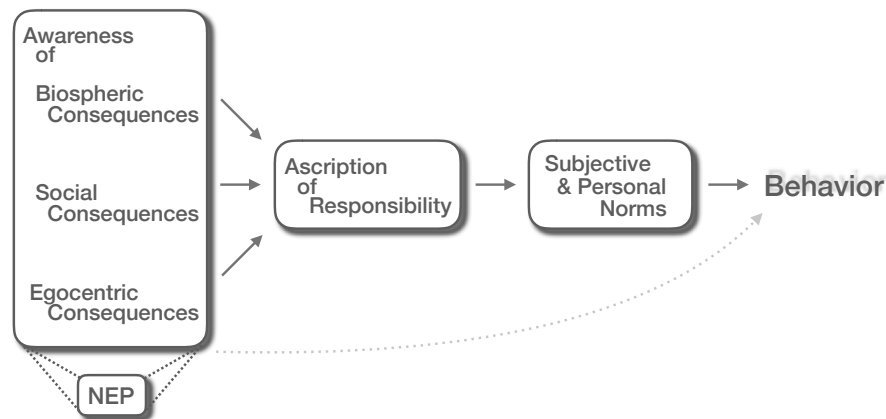 Awareness
of
Biospheric
Consequences
Social
Consequences
Egocentric
Consequences
NEP
Ascription
of
Responsibility
Subjective
& Personal
Norms
Behavior